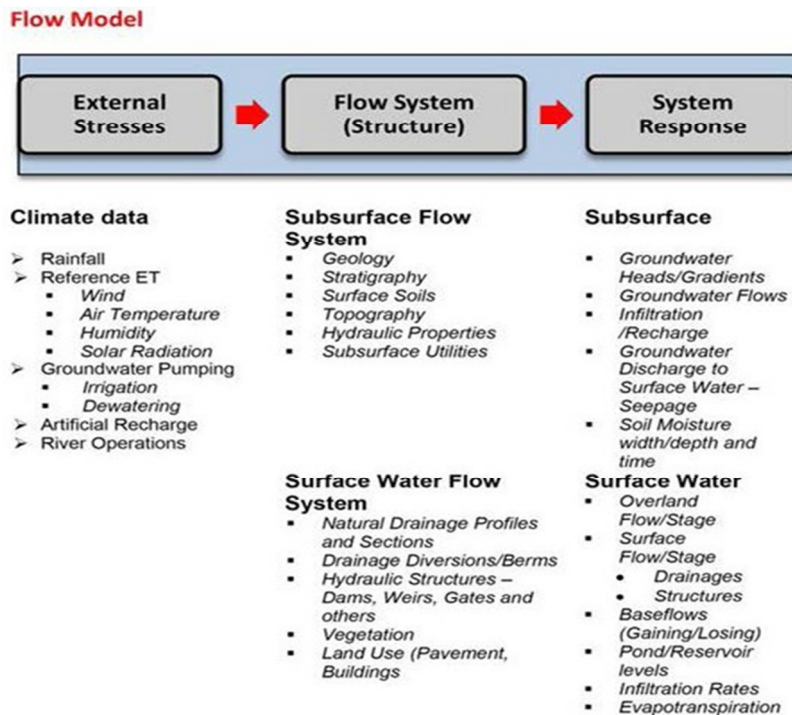 Flow Model
External
Stresses
Flow System
(Structure)
System
Response
Climate data
➢ Rainfall
➢ Reference ET
▪ Wind
▪ Air Temperature
▪ Humidity
▪ Solar Radiation
➢ Groundwater Pumping
▪ Irrigation
▪ Dewatering
➢ Artificial Recharge
➢ River Operations
Subsurface Flow
System
▪ Geology
▪ Stratigraphy
▪ Surface Soils
▪ Topography
▪ Hydraulic Properties
▪ Subsurface Utilities
Surface Water Flow
System
▪ Natural Drainage Profiles
and Sections
▪ Drainage Diversions/Berms
▪ Hydraulic Structures –
Dams, Weirs, Gates and
others
▪ Vegetation
▪ Land Use (Pavement,
Buildings
Subsurface
▪ Groundwater
Heads/Gradients
▪ Groundwater Flows
▪ Infiltration
/Recharge
▪ Groundwater
Discharge to
Surface Water –
Seepage
▪ Soil Moisture
width/depth and
time
Surface Water
▪ Overland
Flow/Stage
▪ Surface
Flow/Stage
• Drainages
• Structures
▪ Baseflows
(Gaining/Losing)
▪ Pond/Reservoir
levels
▪ Infiltration Rates
▪ Evapotranspiration